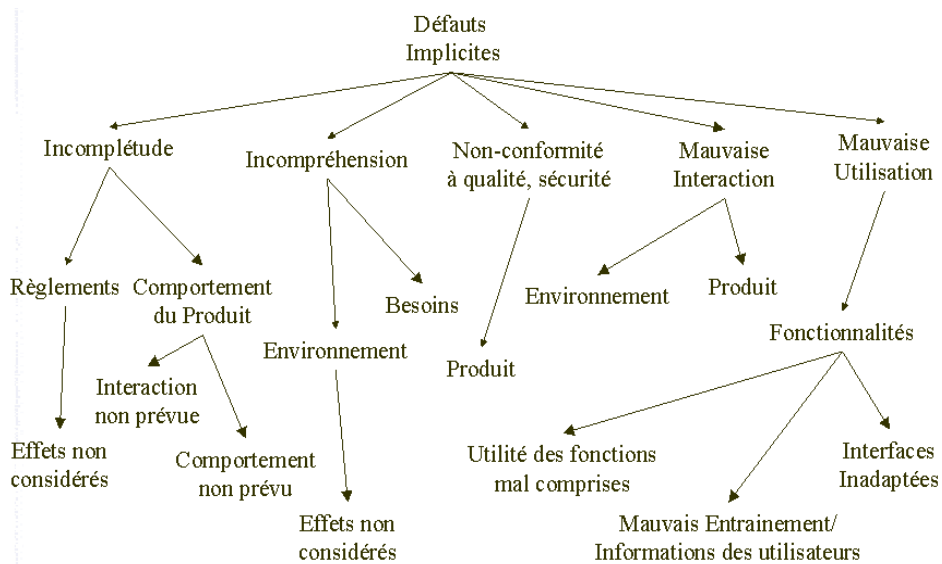 Défauts
Implicites
Incomplétude
Incompréhension
Non-conformité
à qualité, sécurité
Mauvaise
Interaction
Mauvaise
Utilisation
Règlements
Comportement
du Produit
Besoins
Environnement
Produit
Environnement
Produit
Fonctionnalités
Interaction
non prévue
Effets non
considérés
Comportement
non prévu
Effets non
considérés
Utilité des fonctions
mal comprises
Mauvais Entrainement/
Informations des utilisateurs
Interfaces
Inadaptées